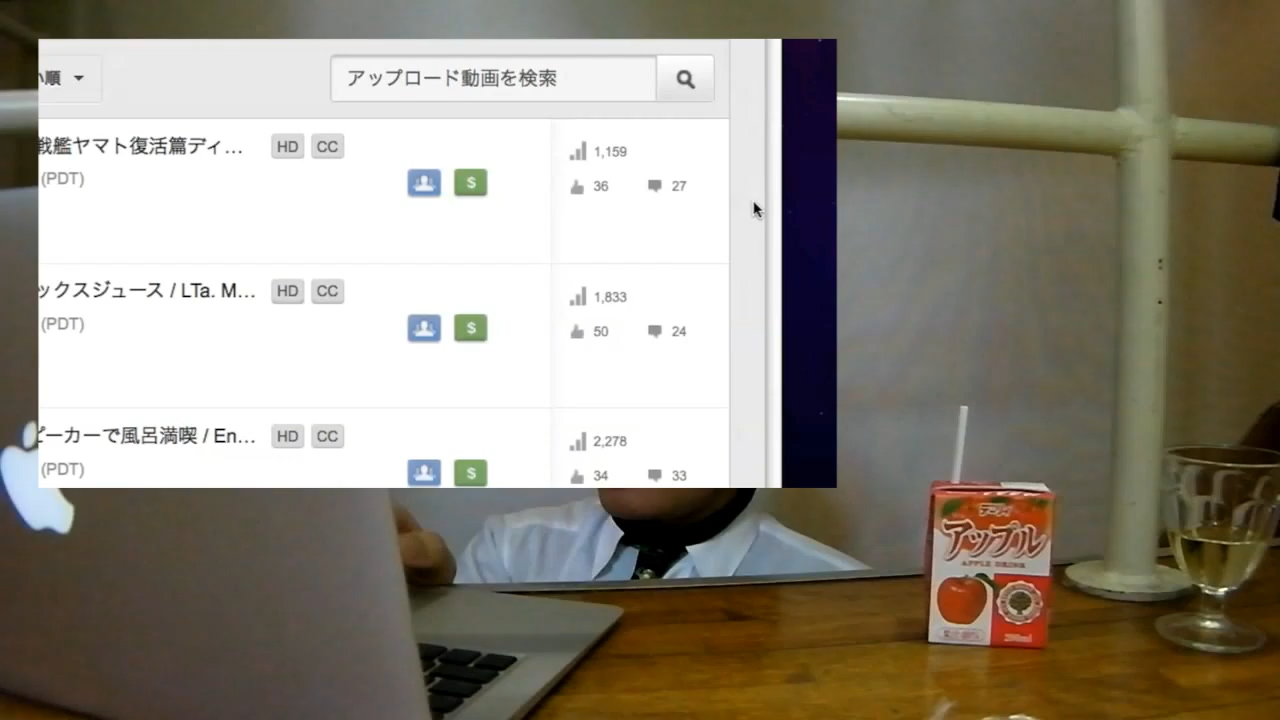 い順
アップロード動画を検索
戦艦ヤマト復活篇ディ… HD CC
1,159
(PDT)
$
36
27
ックスジュース / LTa. M… HD CC
1,833
(PDT)
$
50
24
ピーカーで風呂満喫 / En… HD CC
2,278
(PDT)
$
34
33
アップル
APPLE DRINK
200ml